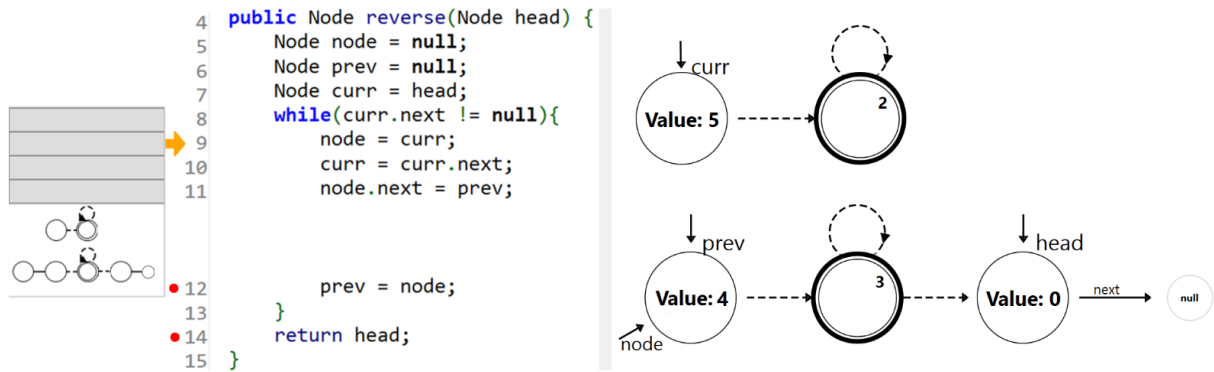 4 public Node reverse(Node head) {
5 Node node = null;
6 Node prev = null;
7 Node curr = head;
8 while(curr.next != null){
9 node = curr;
10 curr = curr.next;
11 node.next = prev;
12 prev = node;
13 }
14 return head;
15 }
curr
Value: 5
2
prev
head
Value: 4
3
Value: 0
next
null
node